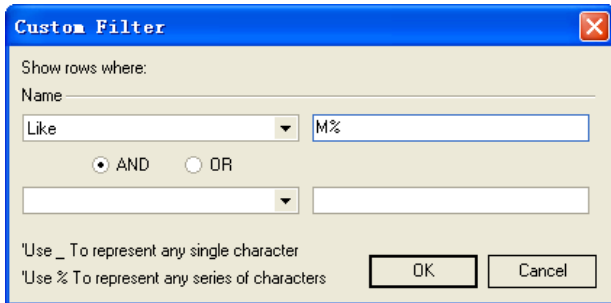 Custom Filter
Show rows where:
Name
Like M%
AND OR
'Use _ To represent any single character
'Use % To represent any series of characters
OK Cancel